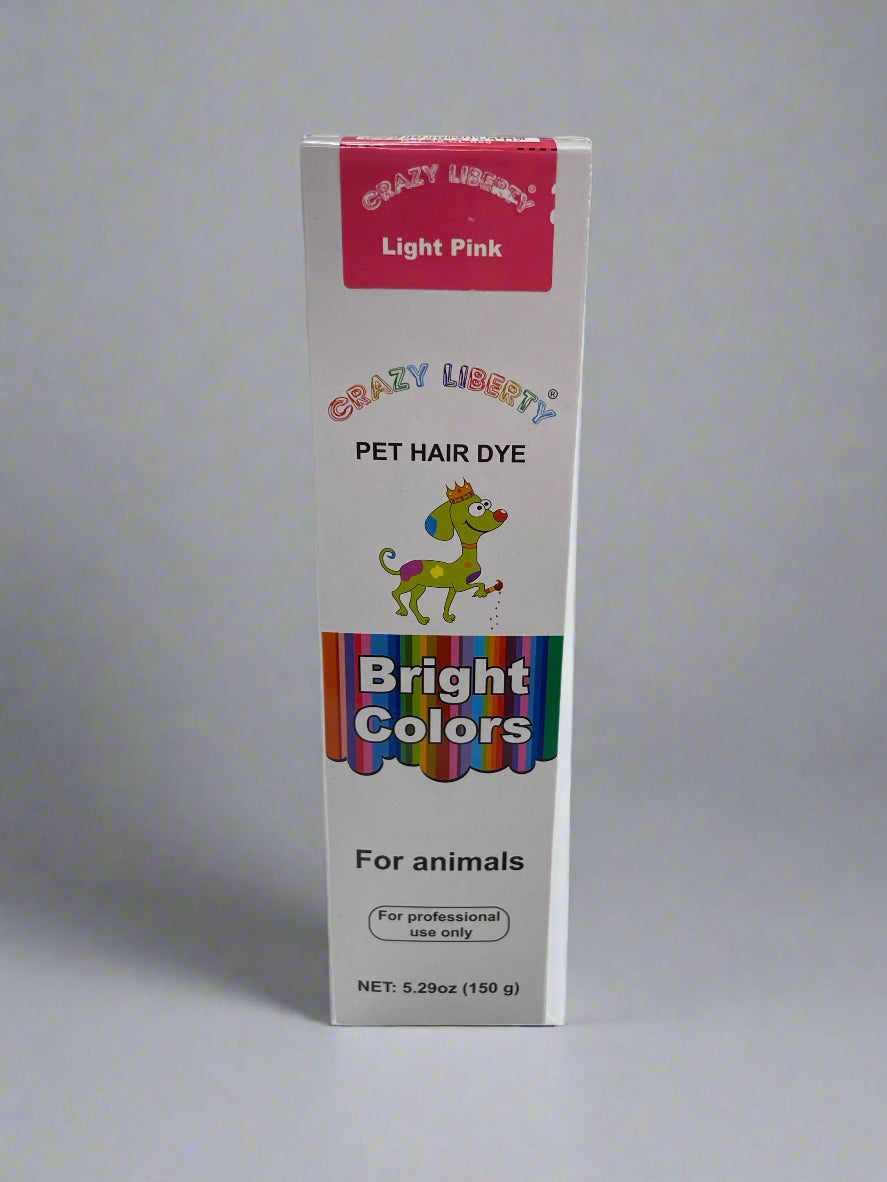 CRAZY LIBERTY®
Light Pink
CRAZY LIBERTY®
PET HAIR DYE
Bright
Colors
For animals
For professional
use only
NET: 5.29oz (150 g)